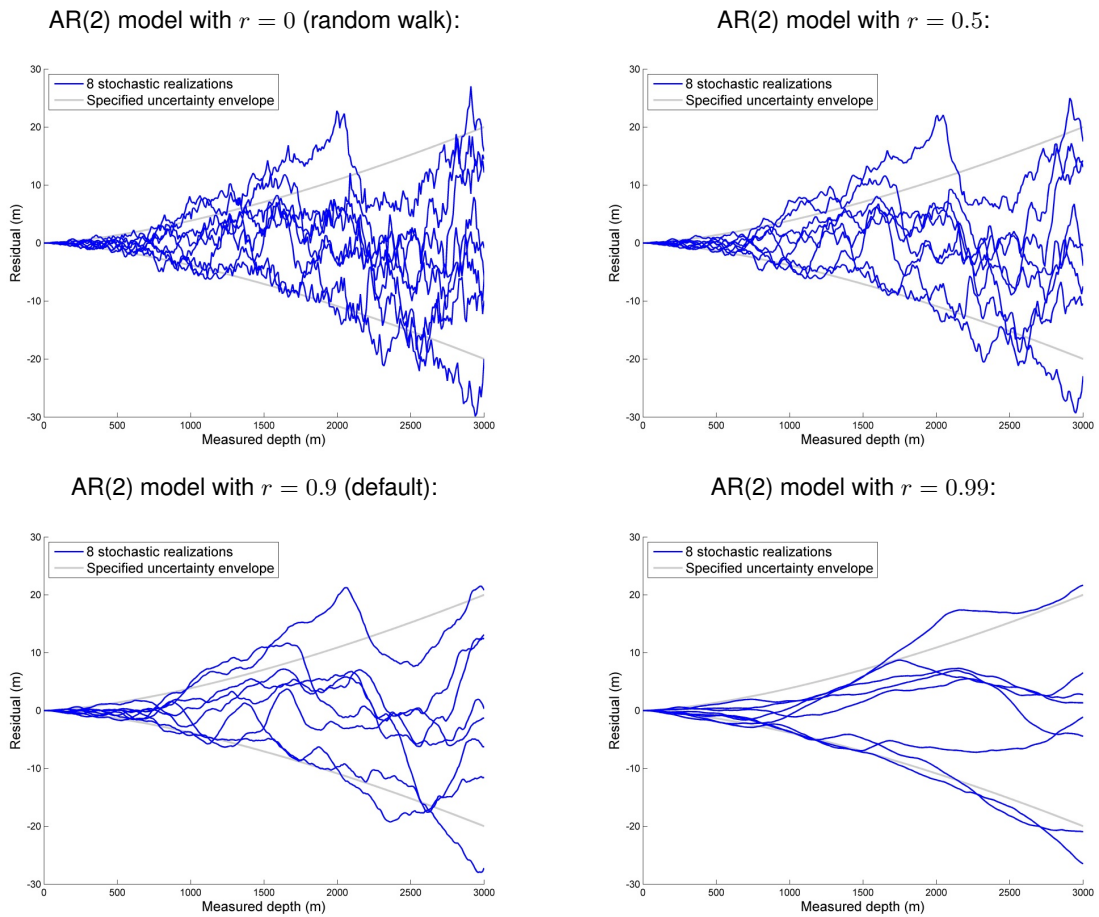 AR(2) model with r = 0 (random walk):
30
20
10
0
-10
-20
-30
Residual (m)
8 stochastic realizations
Specified uncertainty envelope
0 500 1000 1500 2000 2500 3000
Measured depth (m)
AR(2) model with r = 0.5:
30
20
10
0
-10
-20
-30
Residual (m)
8 stochastic realizations
Specified uncertainty envelope
0 500 1000 1500 2000 2500 3000
Measured depth (m)
AR(2) model with r = 0.9 (default):
30
20
10
0
-10
-20
-30
Residual (m)
8 stochastic realizations
Specified uncertainty envelope
0 500 1000 1500 2000 2500 3000
Measured depth (m)
AR(2) model with r = 0.99:
30
20
10
0
-10
-20
-30
Residual (m)
8 stochastic realizations
Specified uncertainty envelope
0 500 1000 1500 2000 2500 3000
Measured depth (m)